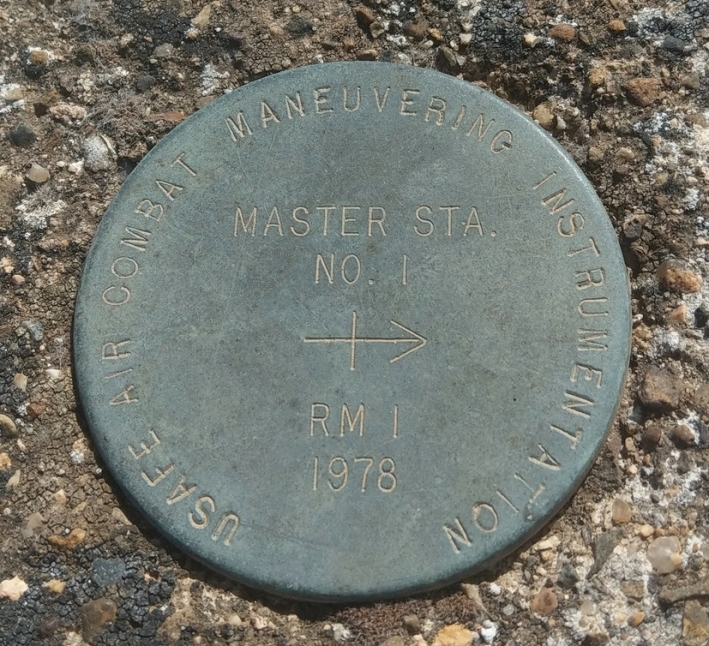 USAFE AIR COMBAT MANEUVERING INSTRUMENTATION
MASTER STA.
NO. 1
RM 1
1978